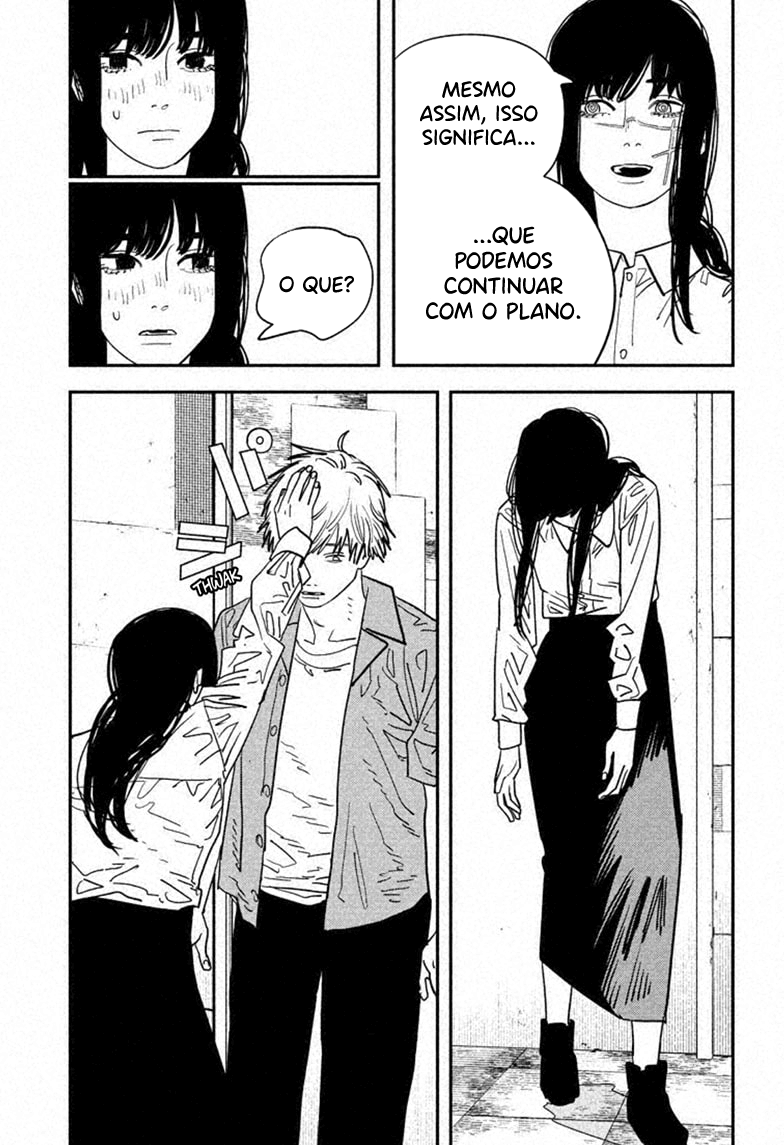 MESMO
ASSIM, ISSO
SIGNIFICA...
...QUE
PODEMOS
CONTINUAR
COM O PLANO.
O QUE?
THWAK